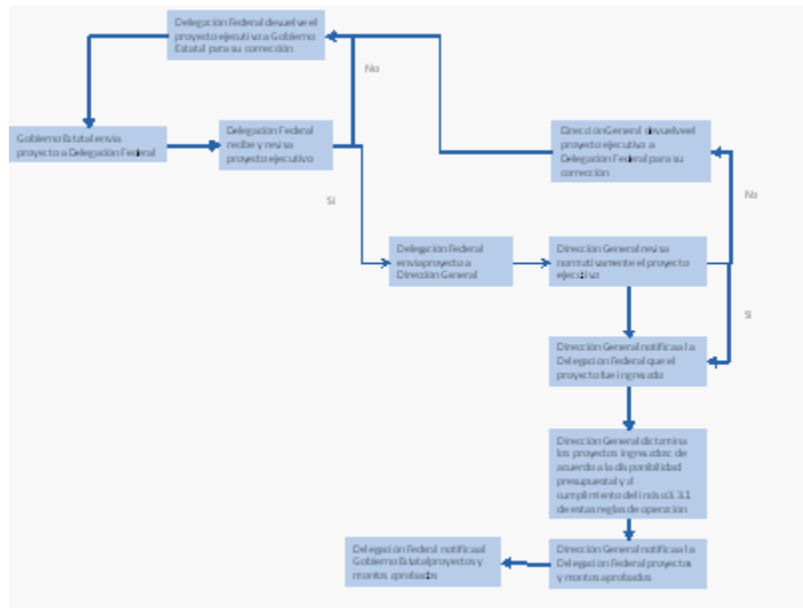 Delegación Federal devuelve el
proyecto ejecutivo a Gobierno
Estatal para su corrección
No
Gobierno Estatal envia
proyecto a Delegación Federal
Delegación Federal
recibe y revisa
proyecto ejecutivo
Dirección General devuelve el
proyecto ejecutivo a
Delegación Federal para su
corrección
No
Si
Delegación Federal
envia proyecto a
Dirección General
Dirección General revisa
normativamente el proyecto
ejecutivo
Si
Dirección General notifica a la
Delegación Federal que el
proyecto fue ingresado
Dirección General dictamina
los proyectos ingresados: de
acuerdo a la disponibilidad
presupuestal y al
cumplimiento del inciso 3.3.1
de estas reglas de operación
Delegación Federal notifica al
Gobierno Estatal proyectos y
montos aprobados
Dirección General notifica a la
Delegación Federal proyectos
y montos aprobados